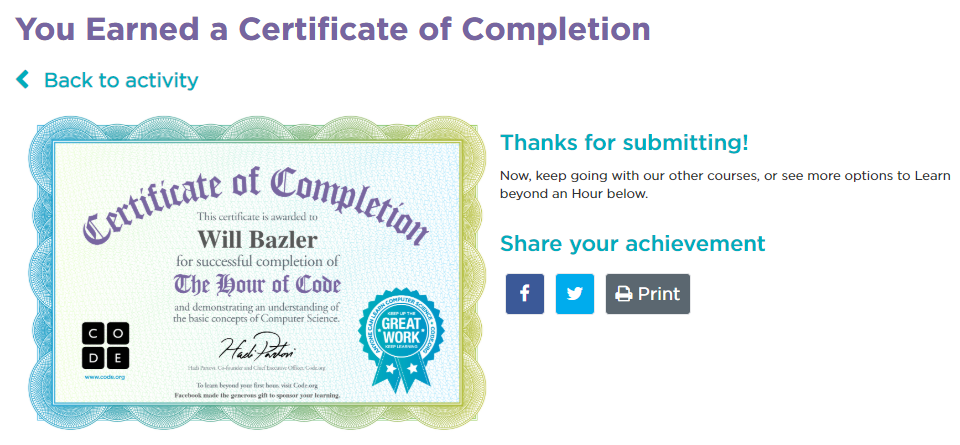 You Earned a Certificate of Completion
Back to activity
Certificate of Completion
This certificate is awarded to
Will Bazler
for successful completion of
The Hour of Code
and demonstrating an understanding of
the basic concepts of Computer Science.
C O
D E
www.code.org
Hadi Partovi
Hadi Partovi, Co-founder and Chief Executive Officer, Code.org
To learn beyond your first hour, visit Code.org
Facebook made the generous gift to sponsor your learning.
ANYONE CAN LEARN COMPUTER SCIENCE • CODE.ORG
KEEP UP THE
GREAT
WORK
KEEP LEARNING
Thanks for submitting!
Now, keep going with our other courses, or see more options to Learn
beyond an Hour below.
Share your achievement
f
Print